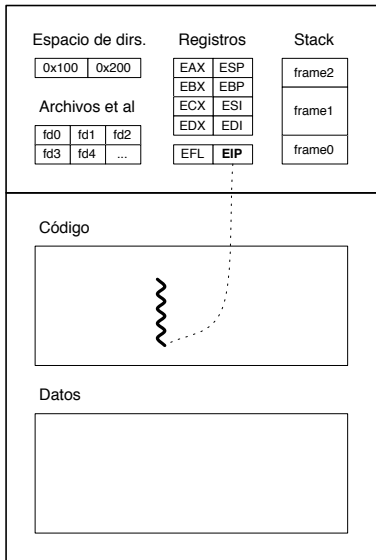 Espacio de dirs.
0x100 0x200
Archivos et al
fd0 fd1 fd2
fd3 fd4 ...
Registros
EAX ESP
EBX EBP
ECX ESI
EDX EDI
EFL EIP
Stack
frame2
frame1
frame0
Código
Datos